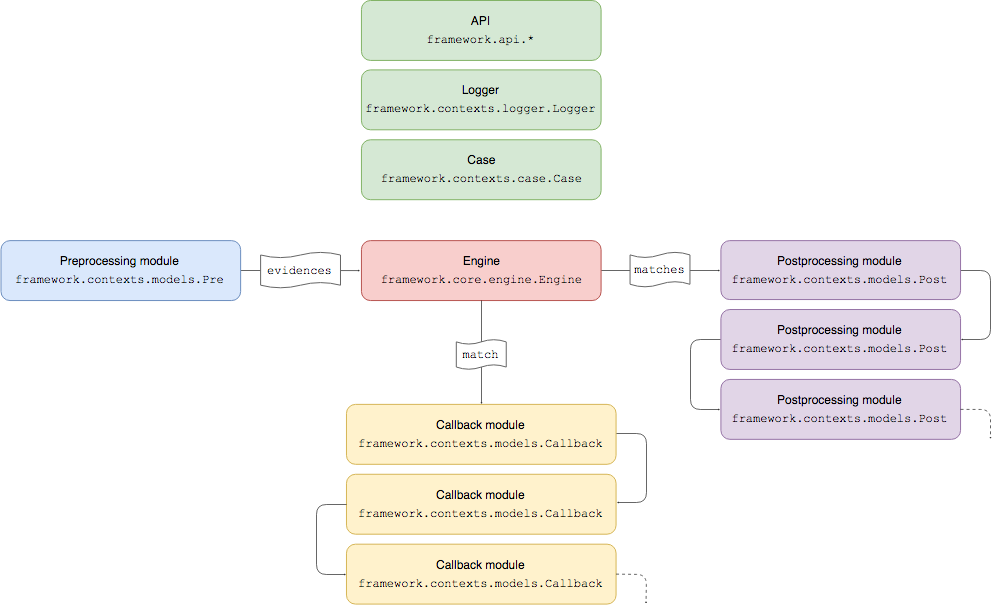 API
framework.api.*
Logger
framework.contexts.logger.Logger
Case
framework.contexts.case.Case
Preprocessing module
framework.contexts.models.Pre
evidences
Engine
framework.core.engine.Engine
matches
Postprocessing module
framework.contexts.models.Post
Postprocessing module
framework.contexts.models.Post
Postprocessing module
framework.contexts.models.Post
match
Callback module
framework.contexts.models.Callback
Callback module
framework.contexts.models.Callback
Callback module
framework.contexts.models.Callback